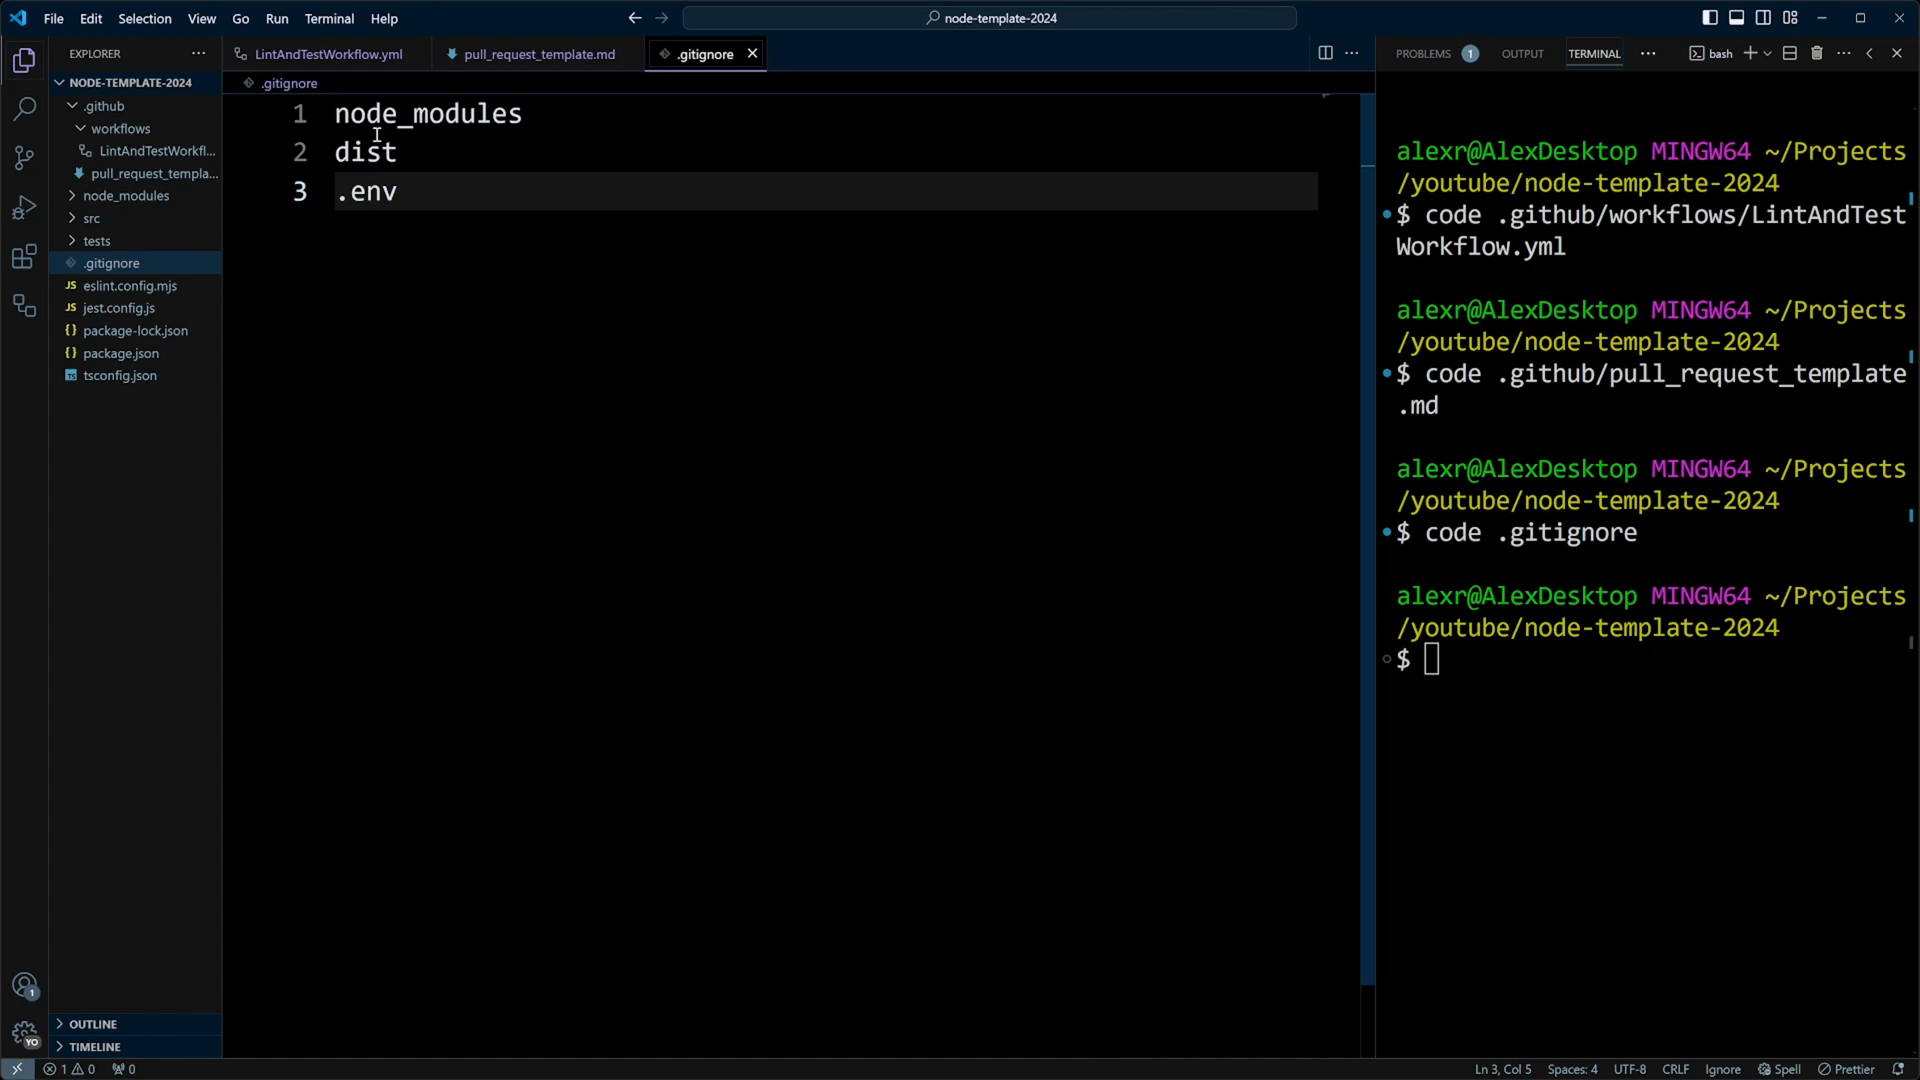 File Edit Selection View Go Run Terminal Help
node-template-2024
EXPLORER
NODE-TEMPLATE-2024
.github
workflows
LintAndTestWorkfl...
pull_request_templa...
node_modules
src
tests
.gitignore
eslint.config.mjs
jest.config.js
package-lock.json
package.json
tsconfig.json
OUTLINE
TIMELINE
LintAndTestWorkflow.yml
pull_request_template.md
.gitignore
.gitignore
1 node_modules
2 dist
3 .env
PROBLEMS 1 OUTPUT TERMINAL
bash
alexr@AlexDesktop MINGW64 ~/Projects
/youtube/node-template-2024
$ code .github/workflows/LintAndTest
Workflow.yml
alexr@AlexDesktop MINGW64 ~/Projects
/youtube/node-template-2024
$ code .github/pull_request_template
.md
alexr@AlexDesktop MINGW64 ~/Projects
/youtube/node-template-2024
$ code .gitignore
alexr@AlexDesktop MINGW64 ~/Projects
/youtube/node-template-2024
$
1
YO
1 0 0
Ln 3, Col 5 Spaces: 4 UTF-8 CRLF Ignore Spell Prettier